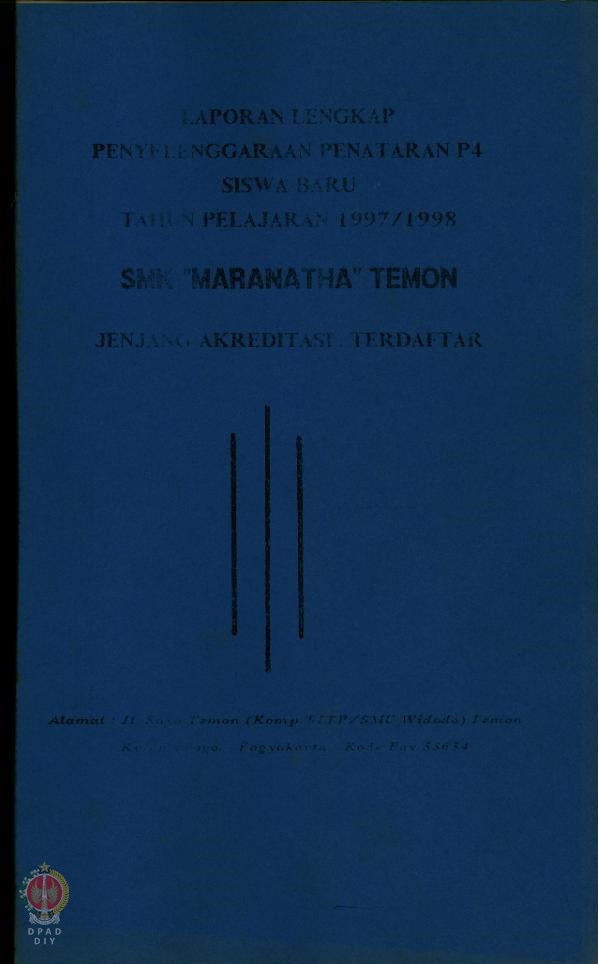 LAPORAN LENGKAP
PENYELENGGARAAN PENATARAN P4
SISWA BARU
TAHUN PELAJARAN 1997/1998
SMK "MARANATHA" TEMON
JENJANG AKREDITASI : TERDAFTAR
Alamat : Jl. Raya Temon (Komp. SLTP/SMU Widodo) Temon
Kulon Progo, Yogyakarta Kode Pos 55654
DPAD
DIY